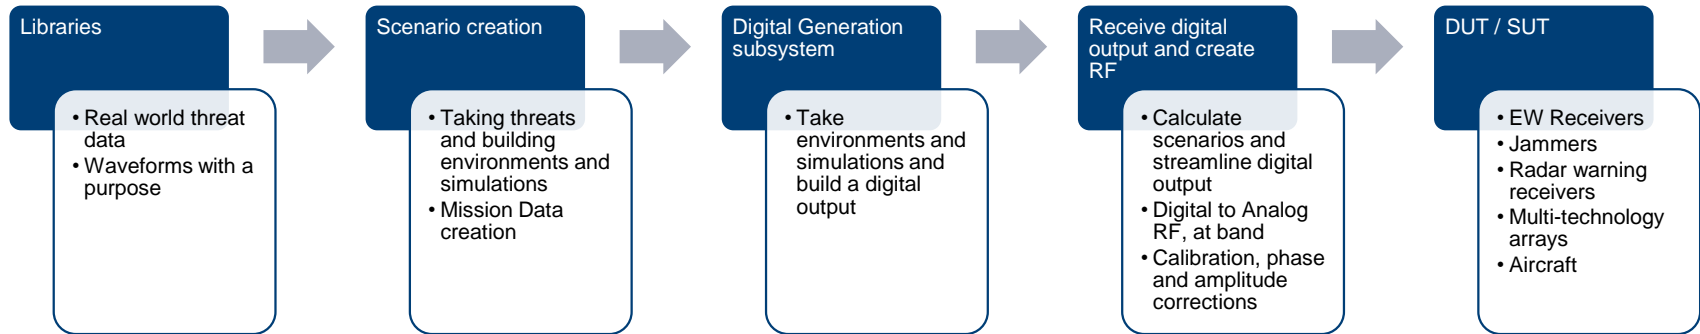 Libraries
• Real world threat
data
• Waveforms with a
purpose
Scenario creation
• Taking threats
and building
environments and
simulations
• Mission Data
creation
Digital Generation
subsystem
• Take
environments and
simulations and
build a digital
output
Receive digital
output and create
RF
• Calculate
scenarios and
streamline digital
output
• Digital to Analog
RF, at band
• Calibration, phase
and amplitude
corrections
DUT / SUT
• EW Receivers
• Jammers
• Radar warning
receivers
• Multi-technology
arrays
• Aircraft